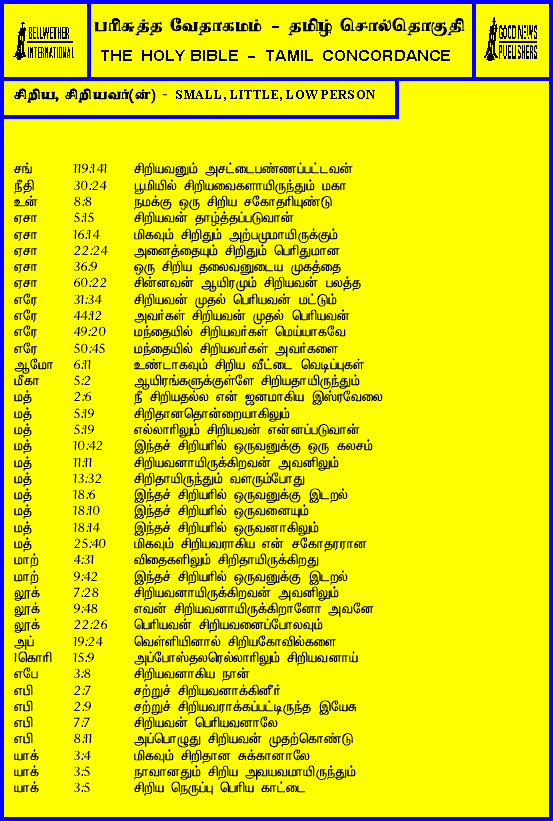 BELLWETHER
INTERNATIONAL
பரிசுத்த வேதாகமம் - தமிழ் சொல்தொகுதி
THE HOLY BIBLE - TAMIL CONCORDANCE
GOOD NEWS
PUBLISHERS
சிறிய, சிறியவர்(ன்) - SMALL, LITTLE, LOW PERSON
சங் 119:141 சிறியவனும் அசட்டைபண்ணப்பட்டவன்
நீதி 30:24 பூமியில் சிறியவைகளாயிருந்தும் மகா
உன் 8:8 நமக்கு ஒரு சிறிய சகோதரியுண்டு
ஏசா 5:15 சிறியவன் தாழ்த்தப்படுவான்
ஏசா 16:14 மிகவும் சிறிதும் அற்பமுமாயிருக்கும்
ஏசா 22:24 அனைத்தையும் சிறிதும் பெரிதுமான
ஏசா 36:9 ஒரு சிறிய தலைவனுடைய முகத்தை
ஏசா 60:22 சின்னவன் ஆயிரமும் சிறியவன் பலத்த
எரே 31:34 சிறியவன் முதல் பெரியவன் மட்டும்
எரே 44:12 அவர்கள் சிறியவன் முதல் பெரியவன்
எரே 49:20 மந்தையில் சிறியவர்கள் மெய்யாகவே
எரே 50:45 மந்தையில் சிறியவர்கள் அவர்களை
ஆமோ 6:11 உண்டாகவும் சிறிய வீட்டை வெடிப்புகள்
மீகா 5:2 ஆயிரங்களுக்குள்ளே சிறியதாயிருந்தும்
மத் 2:6 நீ சிறியதல்ல என் ஜனமாகிய இஸ்ரவேலை
மத் 5:19 சிறிதானதொன்றையாகிலும்
மத் 5:19 எல்லாரிலும் சிறியவன் என்னப்படுவான்
மத் 10:42 இந்தச் சிறியரில் ஒருவனுக்கு ஒரு கலசம்
மத் 11:11 சிறியவனாயிருக்கிறவன் அவனிலும்
மத் 13:32 சிறிதாயிருந்தும் வளரும்போது
மத் 18:6 இந்தச் சிறியரில் ஒருவனுக்கு இடறல்
மத் 18:10 இந்தச் சிறியரில் ஒருவனையும்
மத் 18:14 இந்தச் சிறியரில் ஒருவனாகிலும்
மத் 25:40 மிகவும் சிறியவராகிய என் சகோதரரான
மாற் 4:31 விதைகளிலும் சிறிதாயிருக்கிறது
மாற் 9:42 இந்தச் சிறியரில் ஒருவனுக்கு இடறல்
லூக் 7:28 சிறியவனாயிருக்கிறவன் அவனிலும்
லூக் 9:48 எவன் சிறியவனாயிருக்கிறானோ அவனே
லூக் 22:26 பெரியவன் சிறியவனைப்போலவும்
அப் 19:24 வெள்ளியினால் சிறியகோவில்களை
1கொரி 15:9 அப்போஸ்தலரெல்லாரிலும் சிறியவனாய்
எபே 3:8 சிறியவனாகிய நான்
எபி 2:7 சற்றுச் சிறியவனாக்கினீர்
எபி 2:9 சற்றுச் சிறியவராக்கப்பட்டிருந்த இயேசு
எபி 7:7 சிறியவன் பெரியவனாலே
எபி 8:11 அப்பொழுது சிறியவன் முதற்கொண்டு
யாக் 3:4 மிகவும் சிறிதான சுக்கானாலே
யாக் 3:5 நாவானதும் சிறிய அவயவமாயிருந்தும்
யாக் 3:5 சிறிய நெருப்பு பெரிய காட்டை